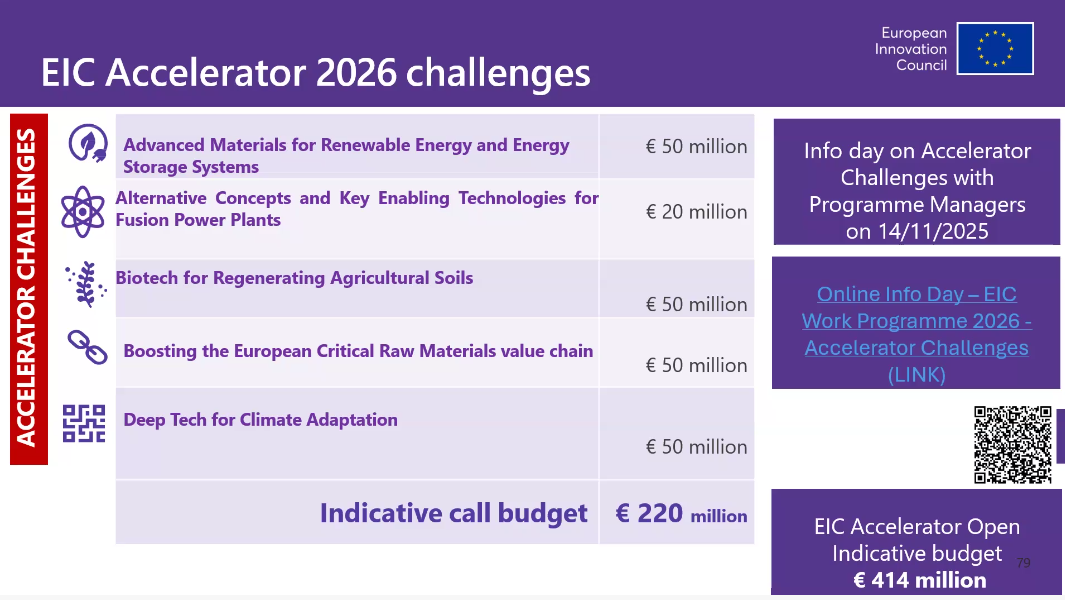 EIC Accelerator 2026 challenges
European
Innovation
Council
ACCELERATOR CHALLENGES
Advanced Materials for Renewable Energy and Energy
Storage Systems
€ 50 million
Alternative Concepts and Key Enabling Technologies for
Fusion Power Plants
€ 20 million
Biotech for Regenerating Agricultural Soils
€ 50 million
Boosting the European Critical Raw Materials value chain
€ 50 million
Deep Tech for Climate Adaptation
€ 50 million
Indicative call budget
€ 220 million
Info day on Accelerator
Challenges with
Programme Managers
on 14/11/2025
Online Info Day – EIC
Work Programme 2026 -
Accelerator Challenges
(LINK)
EIC Accelerator Open
Indicative budget
€ 414 million
79